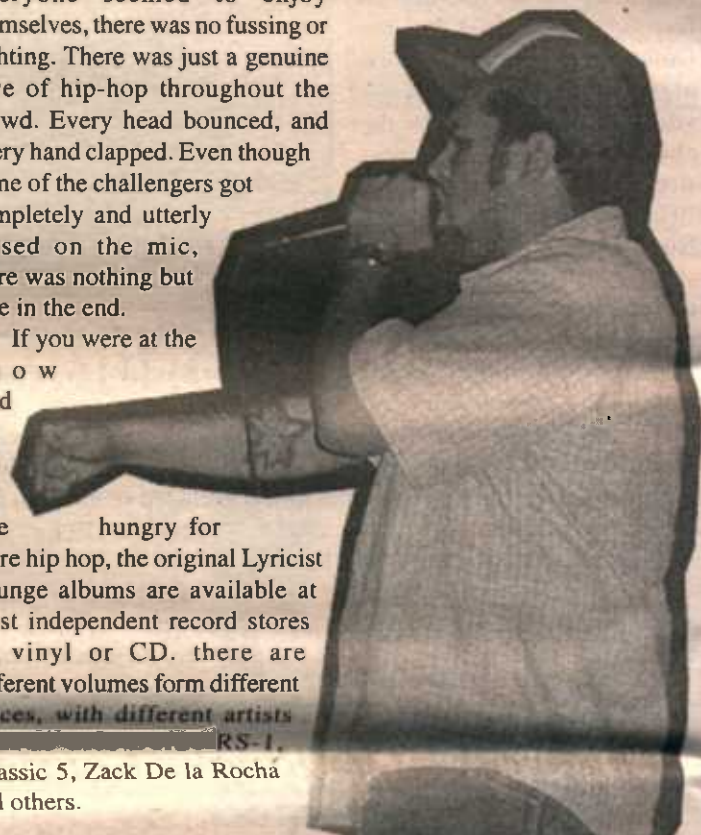 mselves, there was no fussing or
hting. There was just a genuine
e of hip-hop throughout the
wd. Every head bounced, and
ery hand clapped. Even though
me of the challengers got
mpletely and utterly
sed on the mic,
re was nothing but
e in the end.
If you were at the
o w
d
e hungry for
re hip hop, the original Lyricist
unge albums are available at
st independent record stores
vinyl or CD. there are
ferent volumes form different
ces, with different artists
RS-1,
assic 5, Zack De la Rocha
d others.